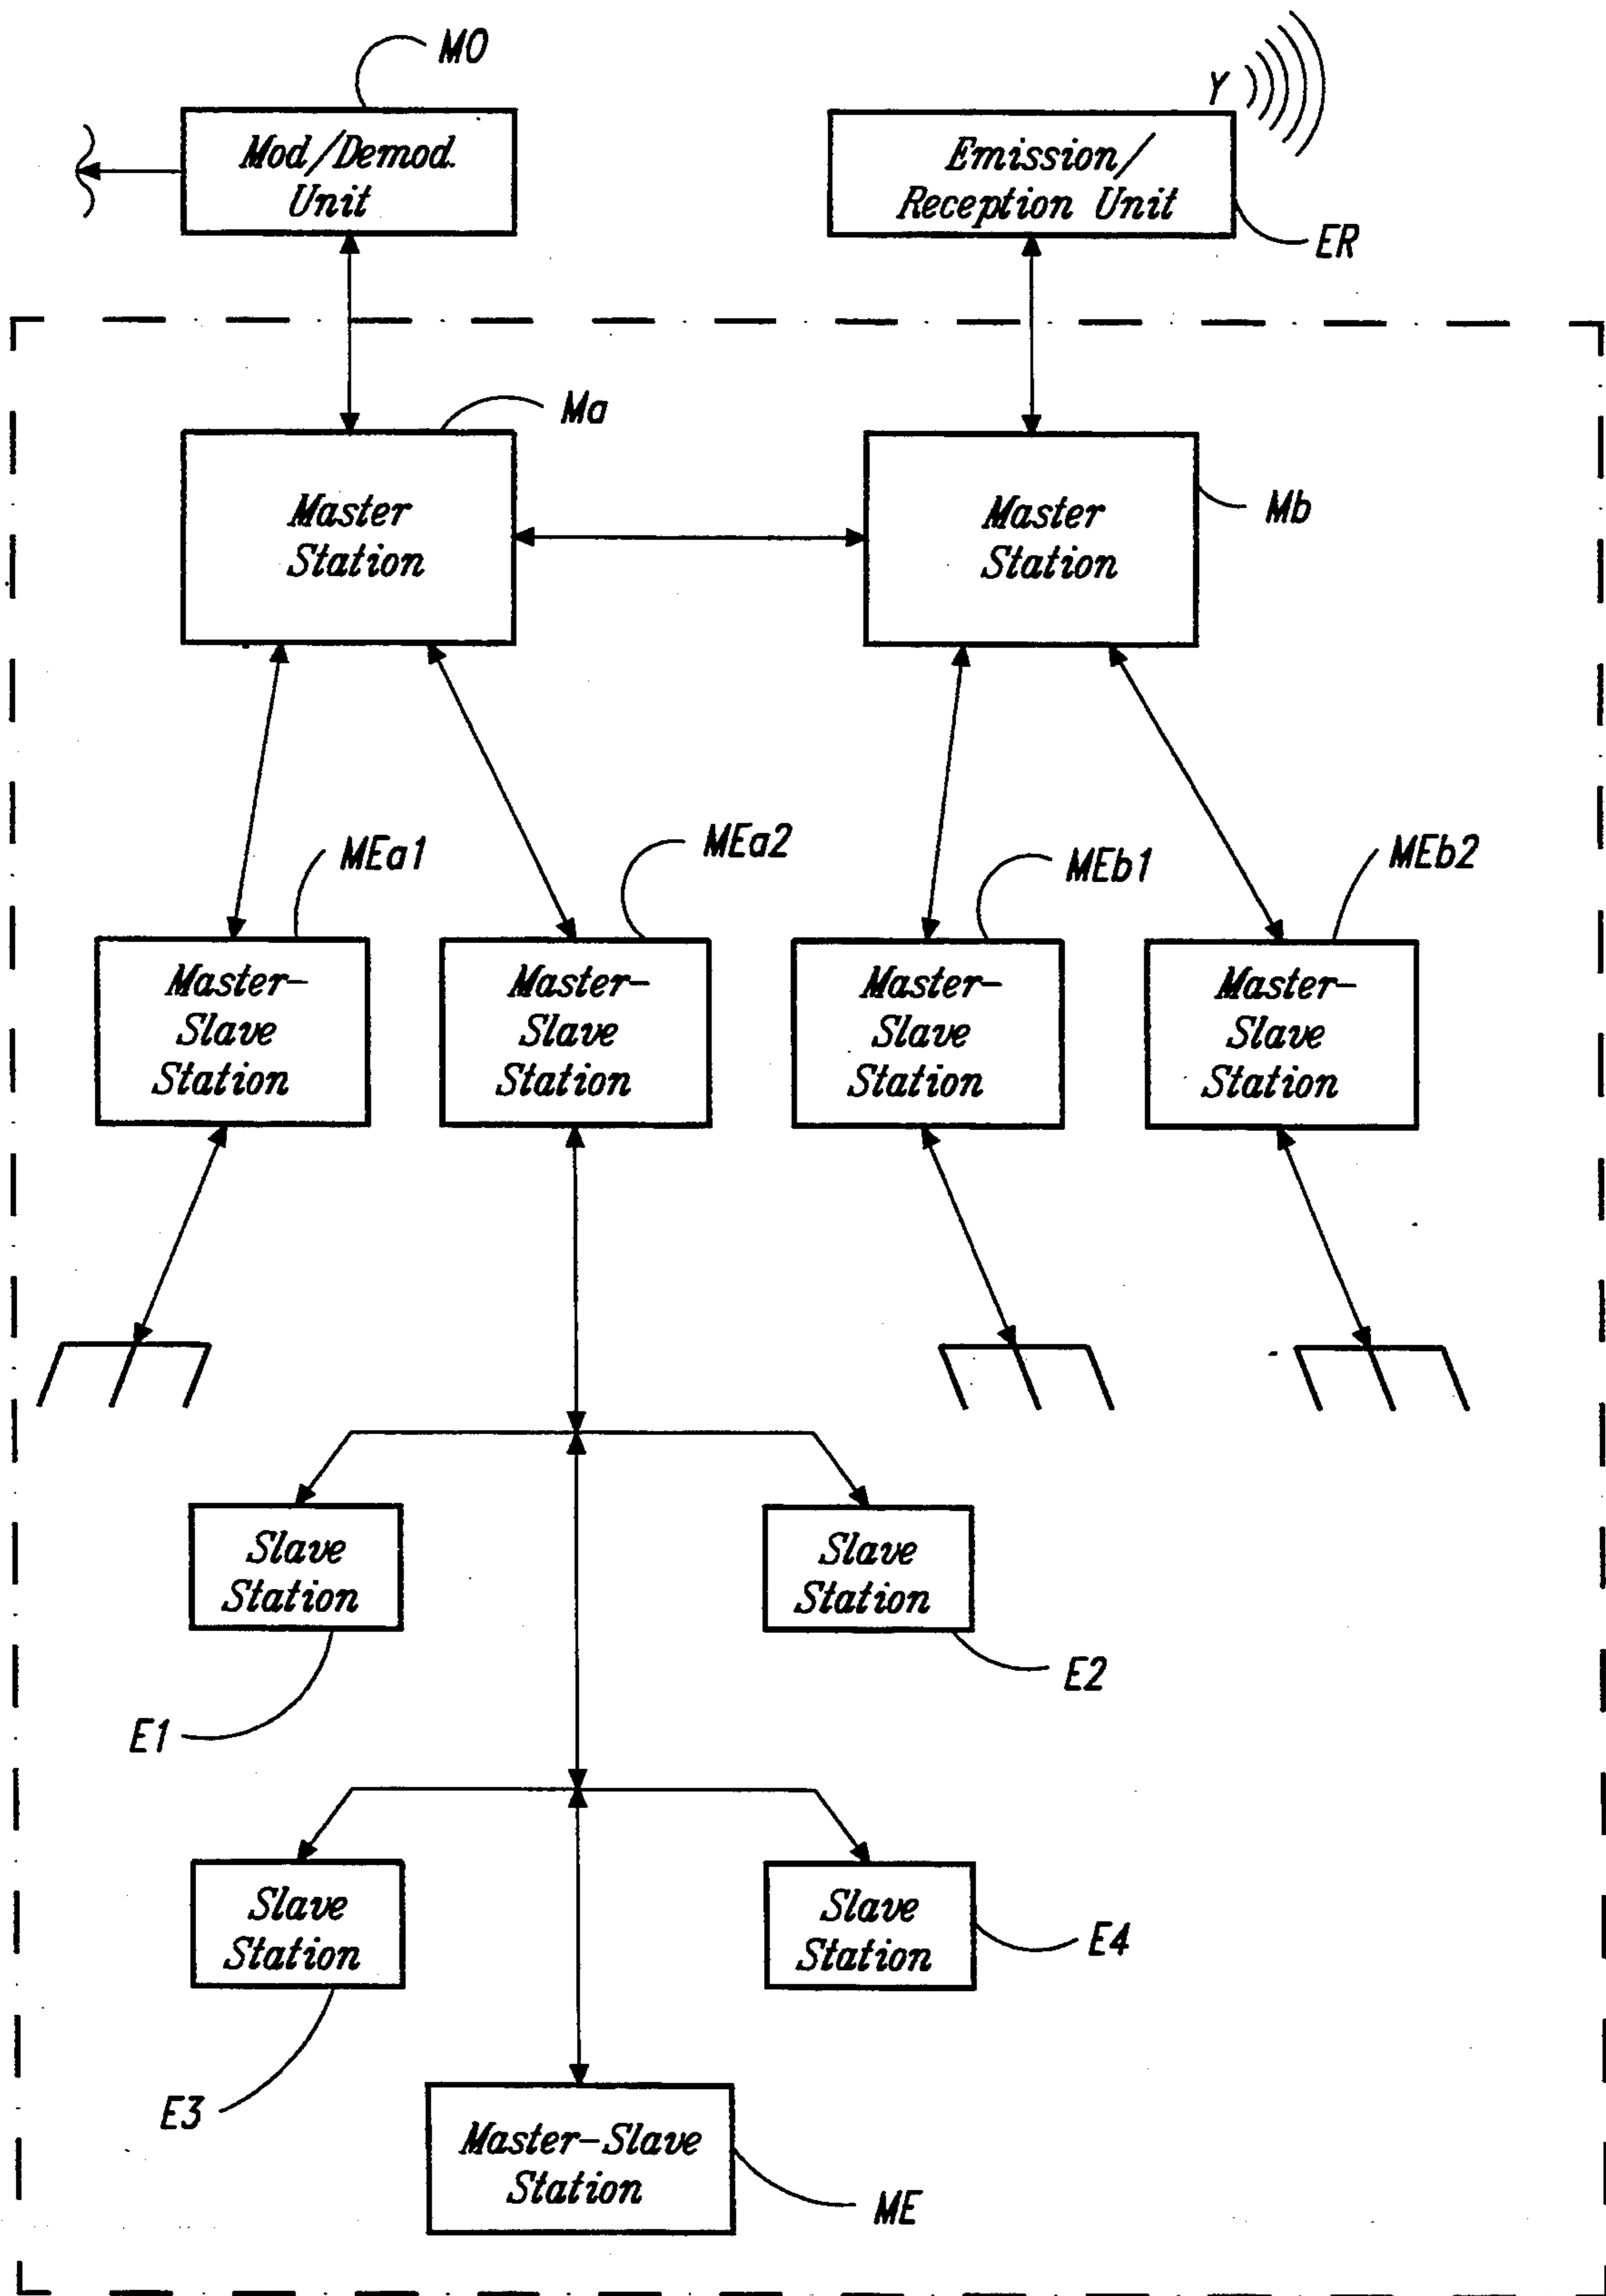 MO
Mod/Demod.
Unit
Y
Emission/
Reception Unit
ER
Ma
Master
Station
Master
Station
Mb
MEa1
MEa2
MEb1
MEb2
Master-
Slave
Station
Master-
Slave
Station
Master-
Slave
Station
Master-
Slave
Station
Slave
Station
Slave
Station
E1
E2
Slave
Station
Slave
Station
E3
E4
Master-Slave
Station
ME